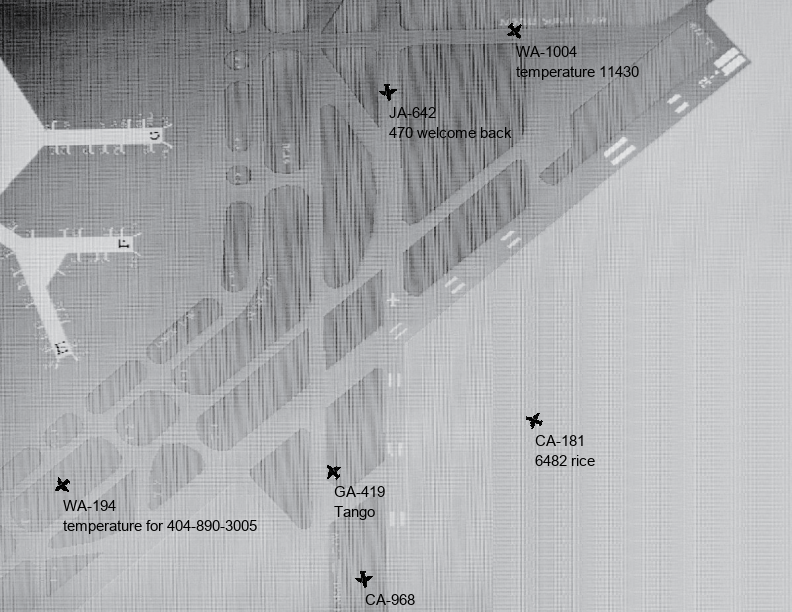 WA-1004
temperature 11430
JA-642
470 welcome back
CA-181
6482 rice
GA-419
Tango
WA-194
temperature for 404-890-3005
CA-968